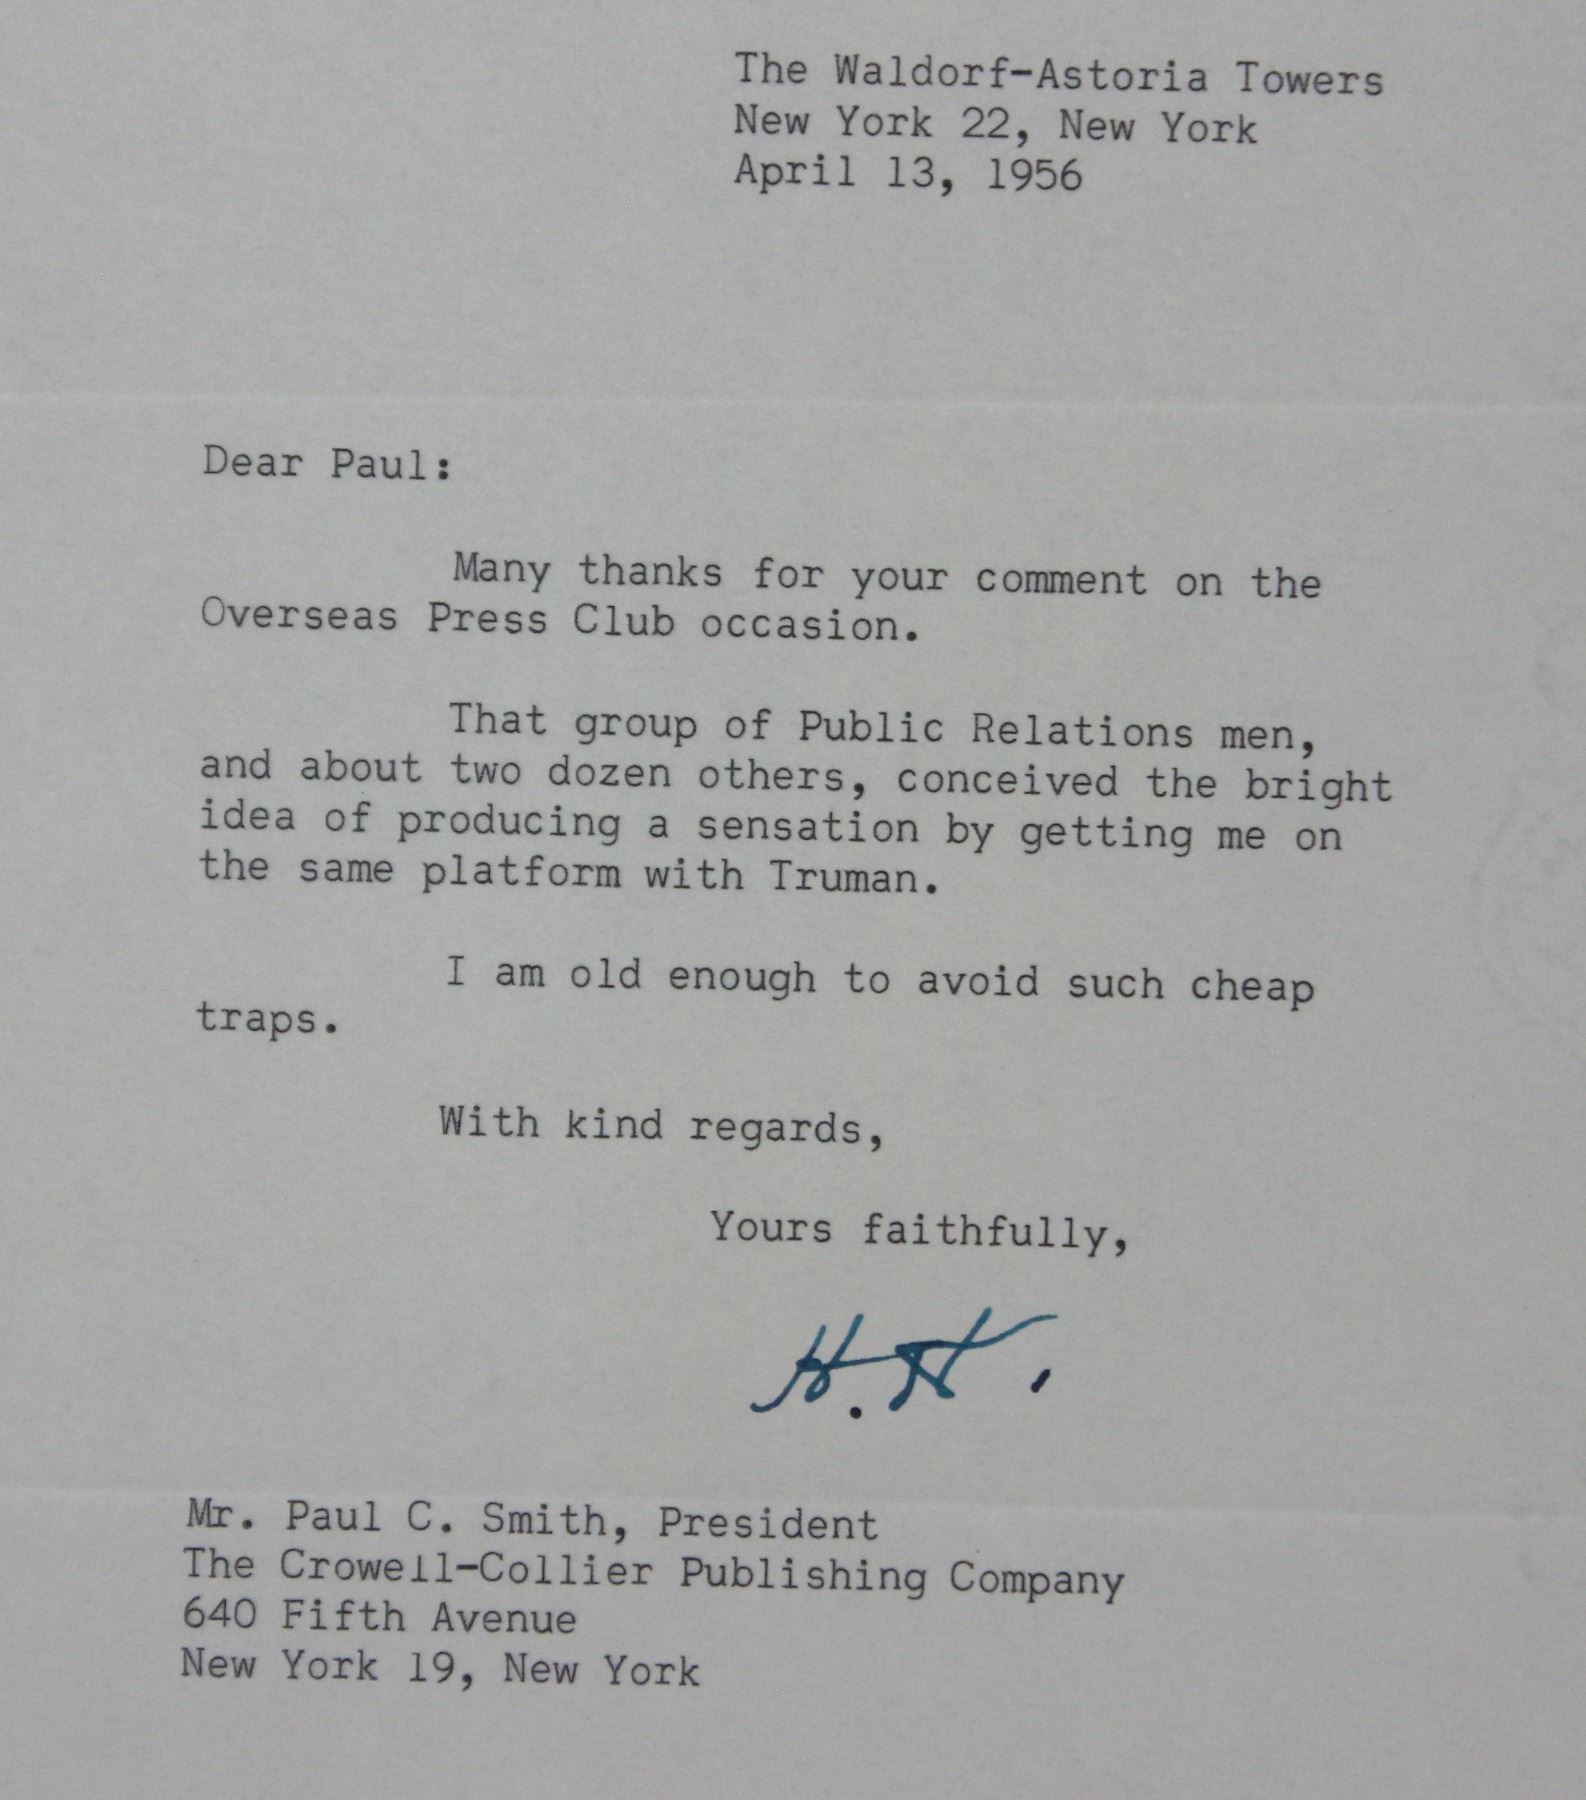 The Waldorf-Astoria Towers
New York 22, New York
April 13, 1956
Dear Paul:
Many thanks for your comment on the
Overseas Press Club occasion.
That group of Public Relations men,
and about two dozen others, conceived the bright
idea of producing a sensation by getting me on
the same platform with Truman.
I am old enough to avoid such cheap
traps.
With kind regards,
Yours faithfully,
H.H.
Mr. Paul C. Smith, President
The Crowell-Collier Publishing Company
640 Fifth Avenue
New York 19, New York